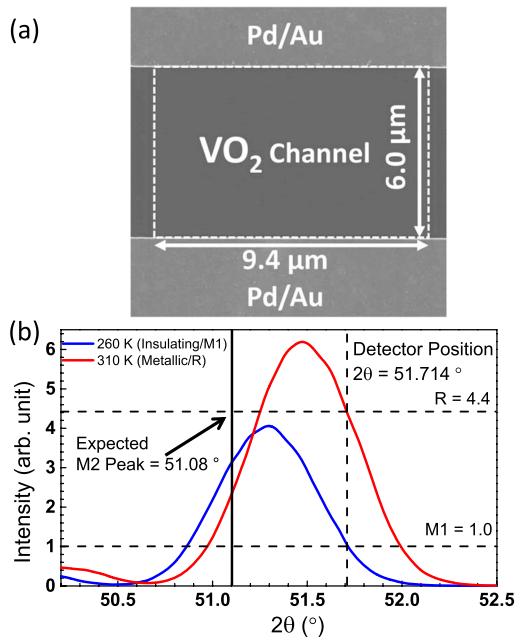 (a)
Pd/Au
VO₂ Channel
6.0 µm
9.4 µm
Pd/Au
(b)
260 K (Insulating/M1)
310 K (Metallic/R)
Detector Position
2θ = 51.714 °
R = 4.4
Expected
M2 Peak = 51.08 °
M1 = 1.0
Intensity (arb. unit)
6
5
4
3
2
1
0
50.5 51.0 51.5 52.0 52.5
2θ (°)